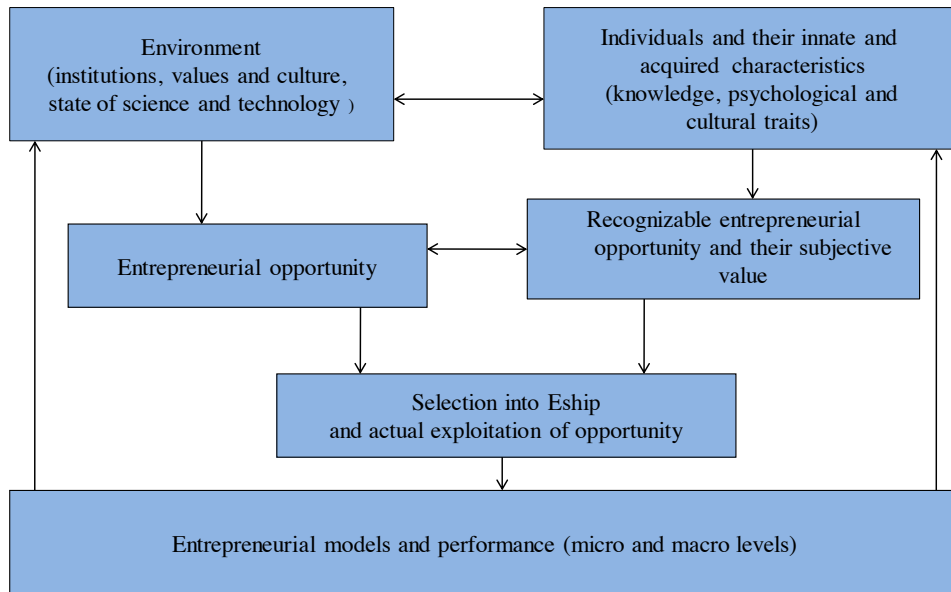 Environment
(institutions, values and culture,
state of science and technology )
Individuals and their innate and
acquired characteristics
(knowledge, psychological and
cultural traits)
Entrepreneurial opportunity
Recognizable entrepreneurial
opportunity and their subjective
value
Selection into Eship
and actual exploitation of opportunity
Entrepreneurial models and performance (micro and macro levels)